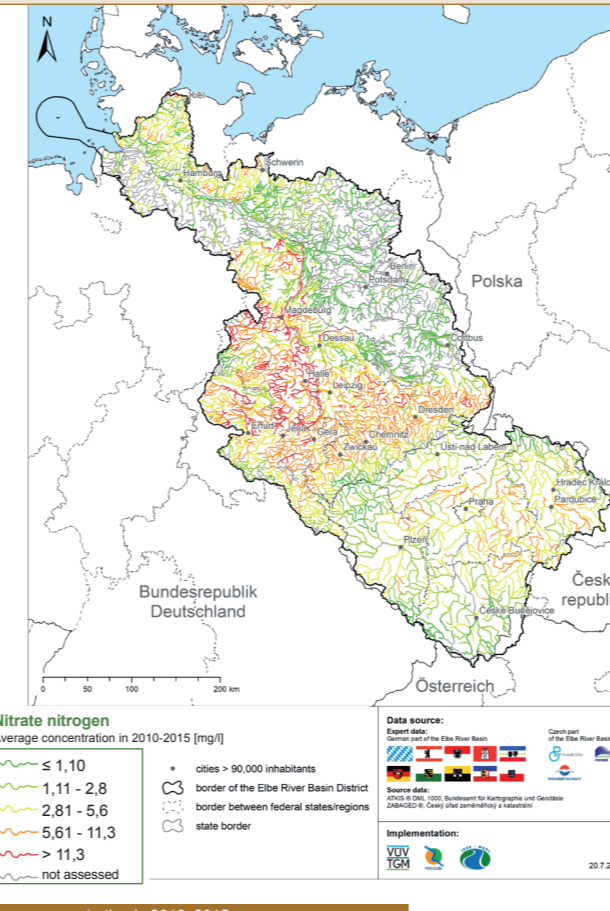 N
Kiel
Schwerin
Hamburg
Berlin
Potsdam
Polska
Magdeburg
Dessau
Cottbus
Halle
Leipzig
Dresden
Erfurt
Jena
Gera
Chemnitz
Zwickau
Ústí nad Labem
Hradec Králo
Praha
Pardubice
Plzeň
Bundesrepublik
Deutschland
Česk
republi
České Budějovice
Österreich
0 50 100 200 km
Nitrate nitrogen
Average concentration in 2010-2015 [mg/l]
≤ 1,10
1,11 - 2,8
2,81 - 5,6
5,61 - 11,3
> 11,3
not assessed
cities > 90,000 inhabitants
border of the Elbe River Basin District
border between federal states/regions
state border
Data source:
Expert data:
German part of the Elbe River Basin
Czech part
of the Elbe River Basi
Source data:
ATKIS ® DML 1000, Bundesamt für Kartographie und Geodäsie
ZABAGED ®, Český úřad zeměměřický a katastrální
Implementation:
VÚV
TGM
20.7.2